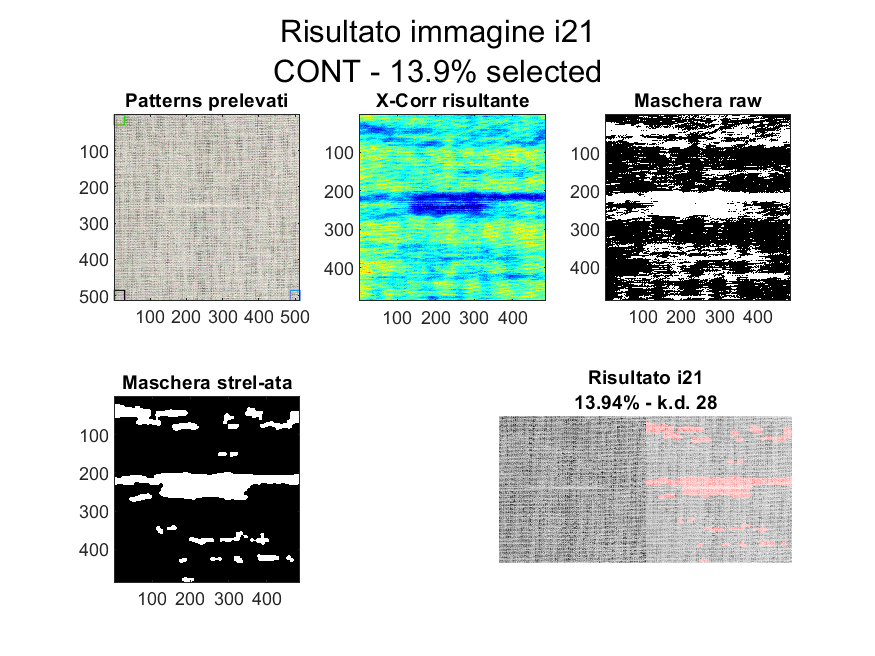 Risultato immagine i21
CONT - 13.9% selected
Patterns prelevati
100
200
300
400
500
100 200 300 400 500
X-Corr risultante
100
200
300
400
100 200 300 400
Maschera raw
100
200
300
400
100 200 300 400
Maschera strel-ata
100
200
300
400
100 200 300 400
Risultato i21
13.94% - k.d. 28